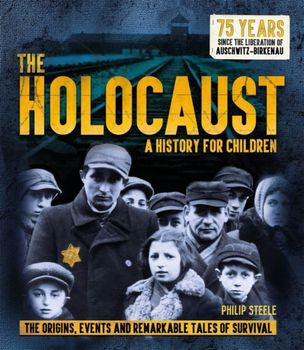 75 YEARS
SINCE THE LIBERATION OF
AUSCHWITZ-BIRKENAU
THE
HOLOCAUST
A HISTORY FOR CHILDREN
PHILIP STEELE
THE ORIGINS, EVENTS AND REMARKABLE TALES OF SURVIVAL